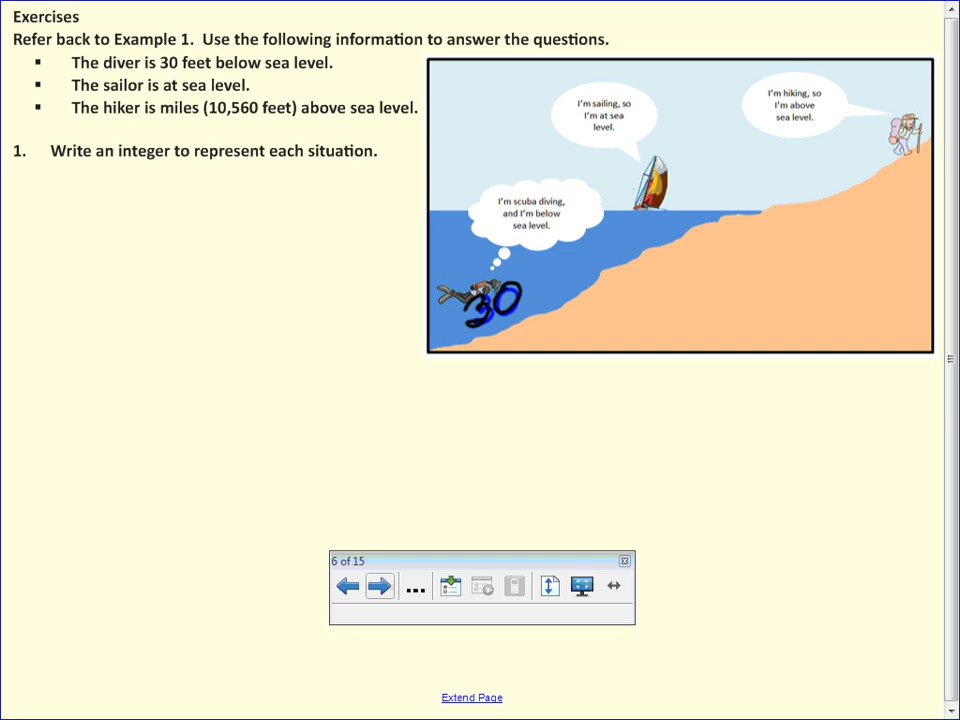 Exercises
Refer back to Example 1. Use the following information to answer the questions.
▪ The diver is 30 feet below sea level.
▪ The sailor is at sea level.
▪ The hiker is miles (10,560 feet) above sea level.
1. Write an integer to represent each situation.
I'm sailing, so
I'm at sea
level.
I'm hiking, so
I'm above
sea level.
I'm scuba diving,
and I'm below
sea level.
30
6 of 15
Extend Page